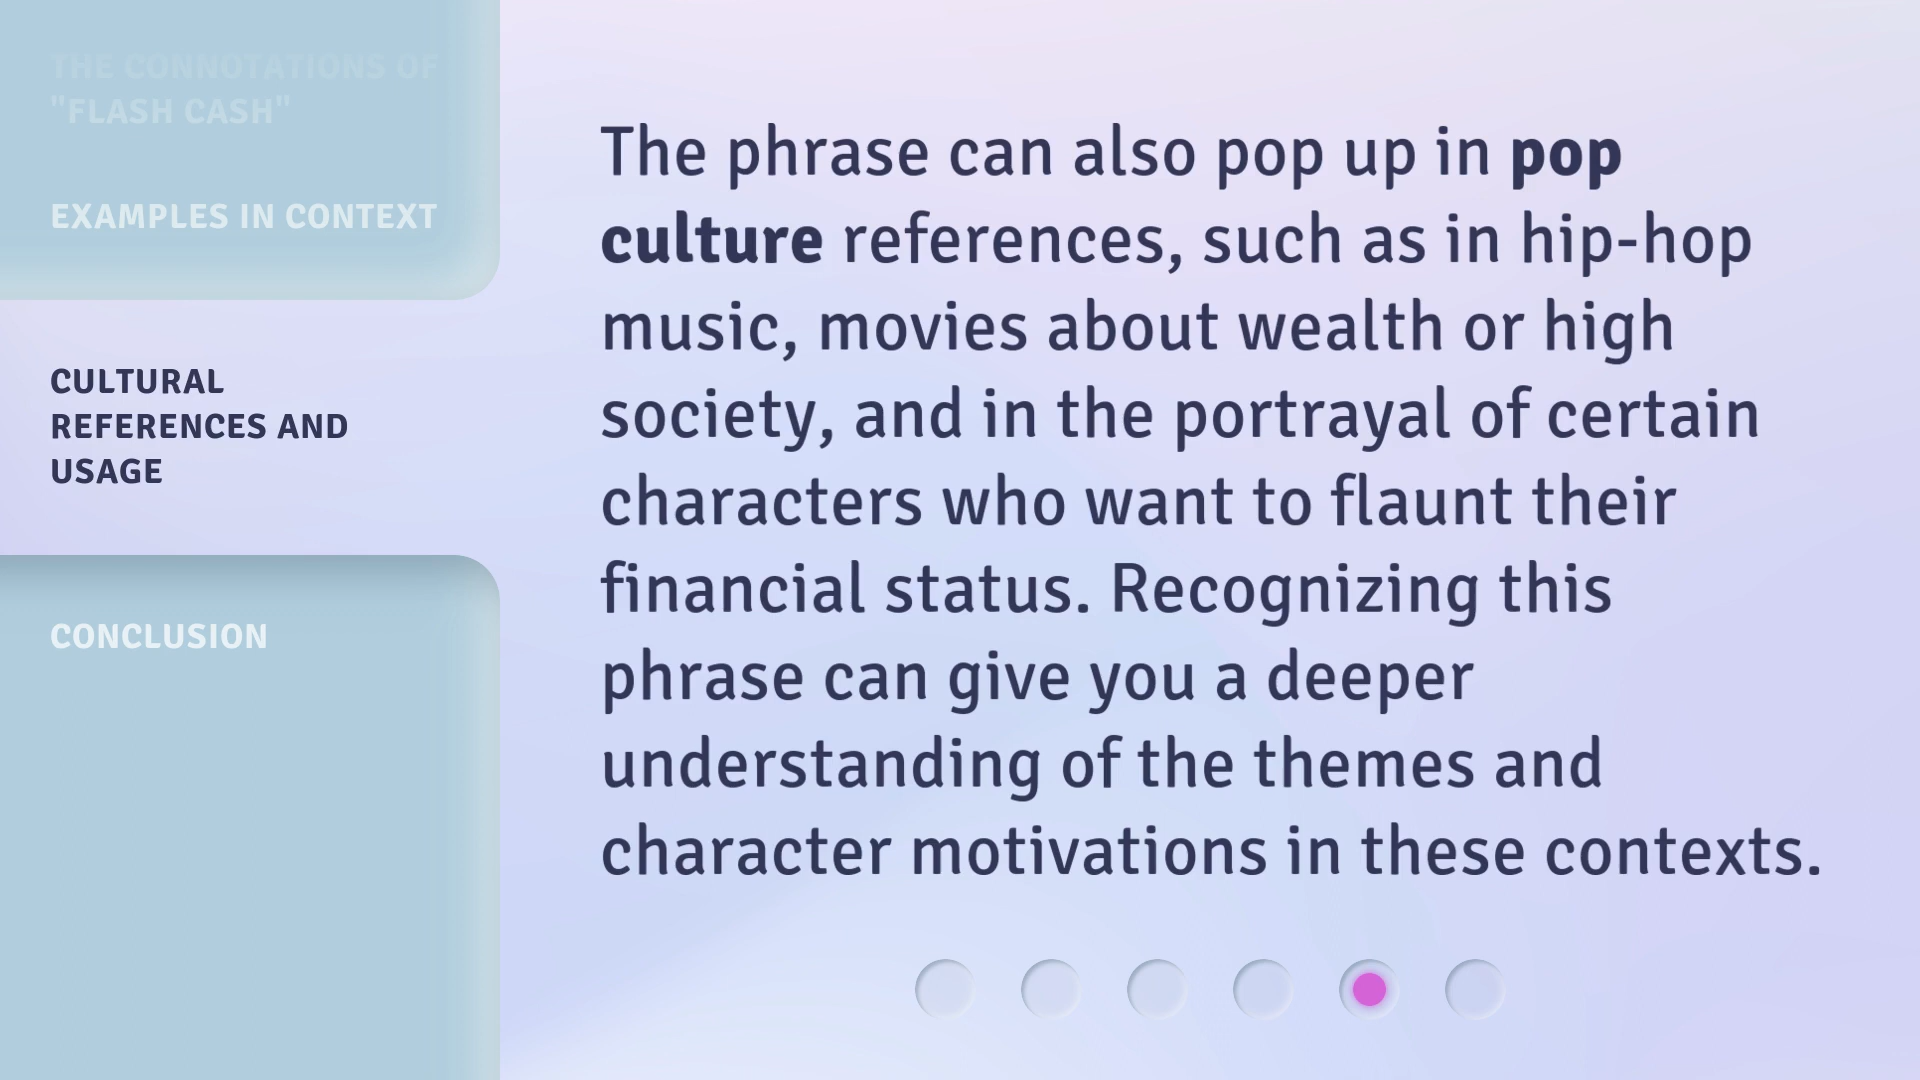 THE CONNOTATIONS OF
"FLASH CASH"
EXAMPLES IN CONTEXT
CULTURAL
REFERENCES AND
USAGE
CONCLUSION
The phrase can also pop up in pop
culture references, such as in hip-hop
music, movies about wealth or high
society, and in the portrayal of certain
characters who want to flaunt their
financial status. Recognizing this
phrase can give you a deeper
understanding of the themes and
character motivations in these contexts.